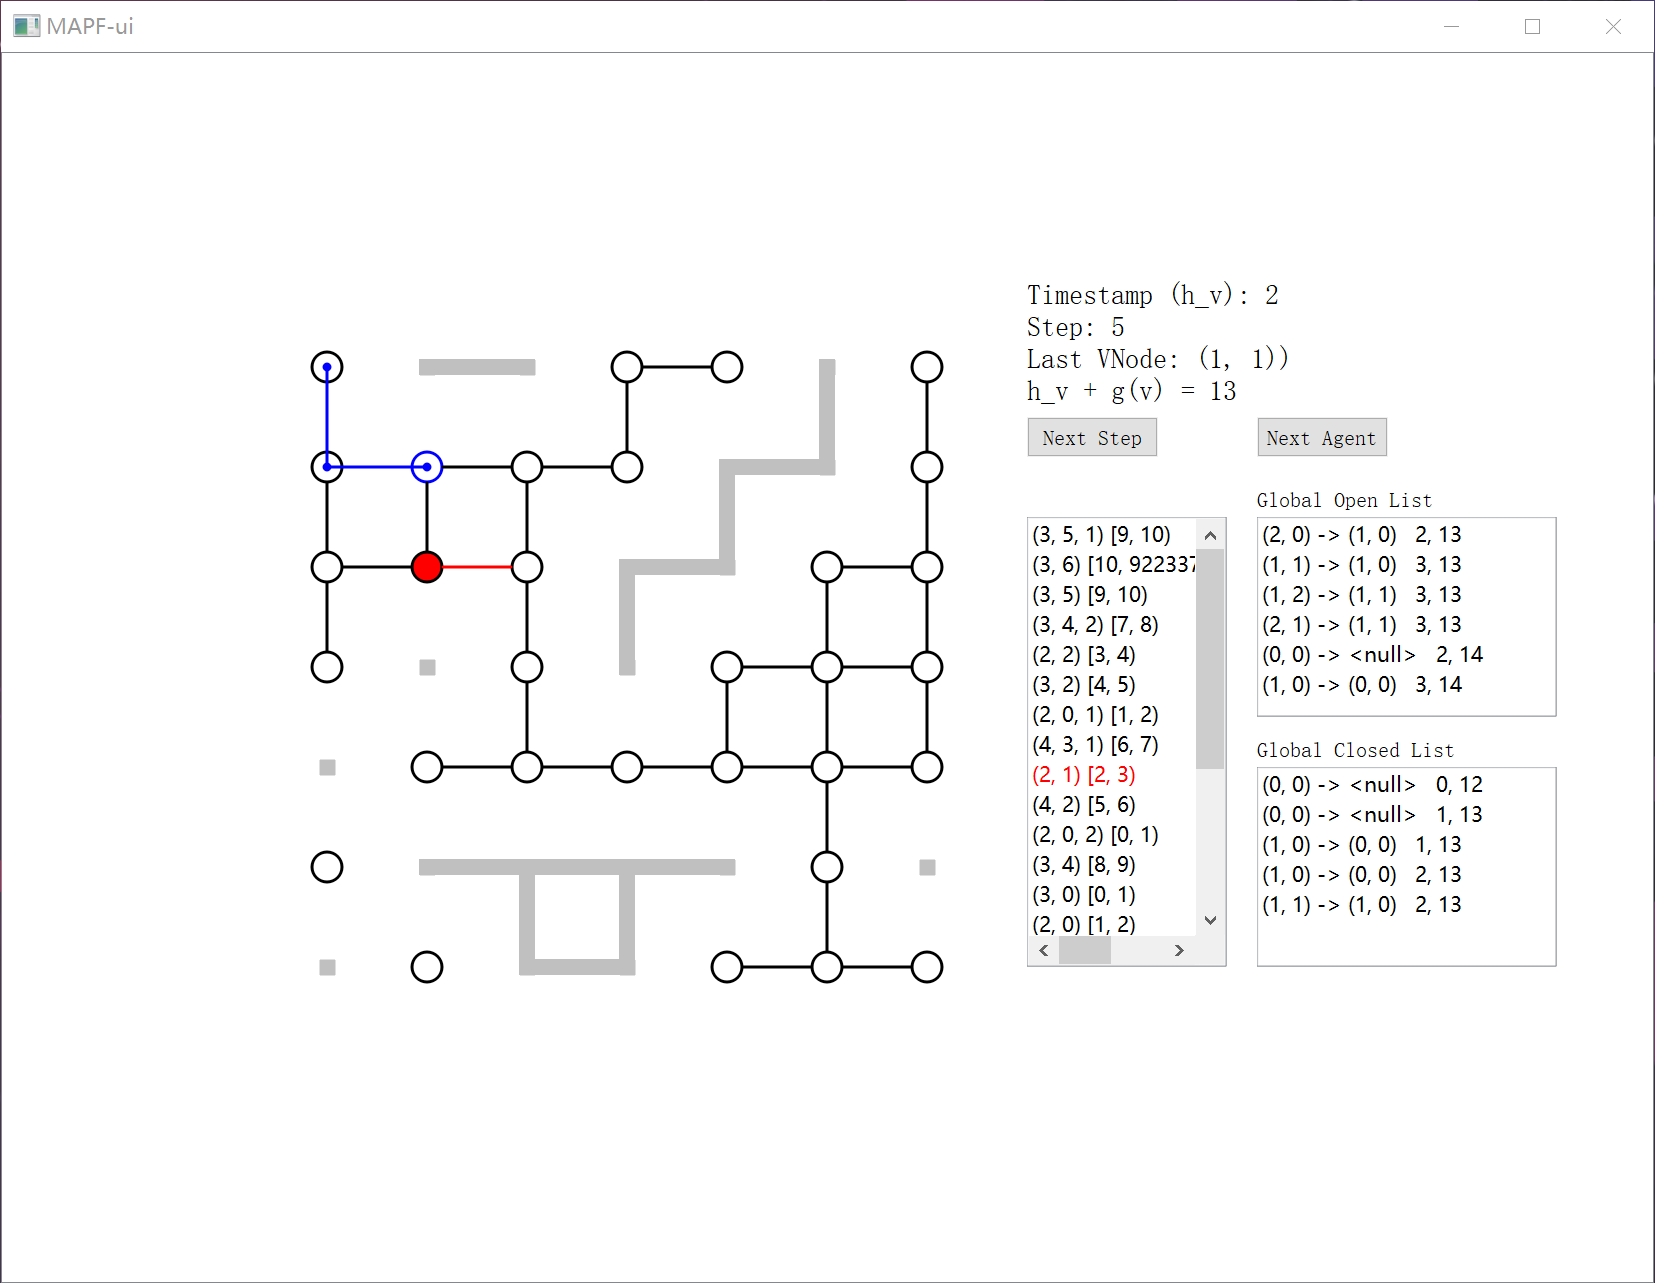 MAPF-ui
Timestamp (h_v): 2
Step: 5
Last VNode: (1, 1))
h_v + g(v) = 13
Next Step
Next Agent
(3, 5, 1) [9, 10)
(3, 6) [10, 922337
(3, 5) [9, 10)
(3, 4, 2) [7, 8)
(2, 2) [3, 4)
(3, 2) [4, 5)
(2, 0, 1) [1, 2)
(4, 3, 1) [6, 7)
(2, 1) [2, 3)
(4, 2) [5, 6)
(2, 0, 2) [0, 1)
(3, 4) [8, 9)
(3, 0) [0, 1)
(2, 0) [1, 2)
Global Open List
(2, 0) -> (1, 0) 2, 13
(1, 1) -> (1, 0) 3, 13
(1, 2) -> (1, 1) 3, 13
(2, 1) -> (1, 1) 3, 13
(0, 0) -> <null> 2, 14
(1, 0) -> (0, 0) 3, 14
Global Closed List
(0, 0) -> <null> 0, 12
(0, 0) -> <null> 1, 13
(1, 0) -> (0, 0) 1, 13
(1, 0) -> (0, 0) 2, 13
(1, 1) -> (1, 0) 2, 13